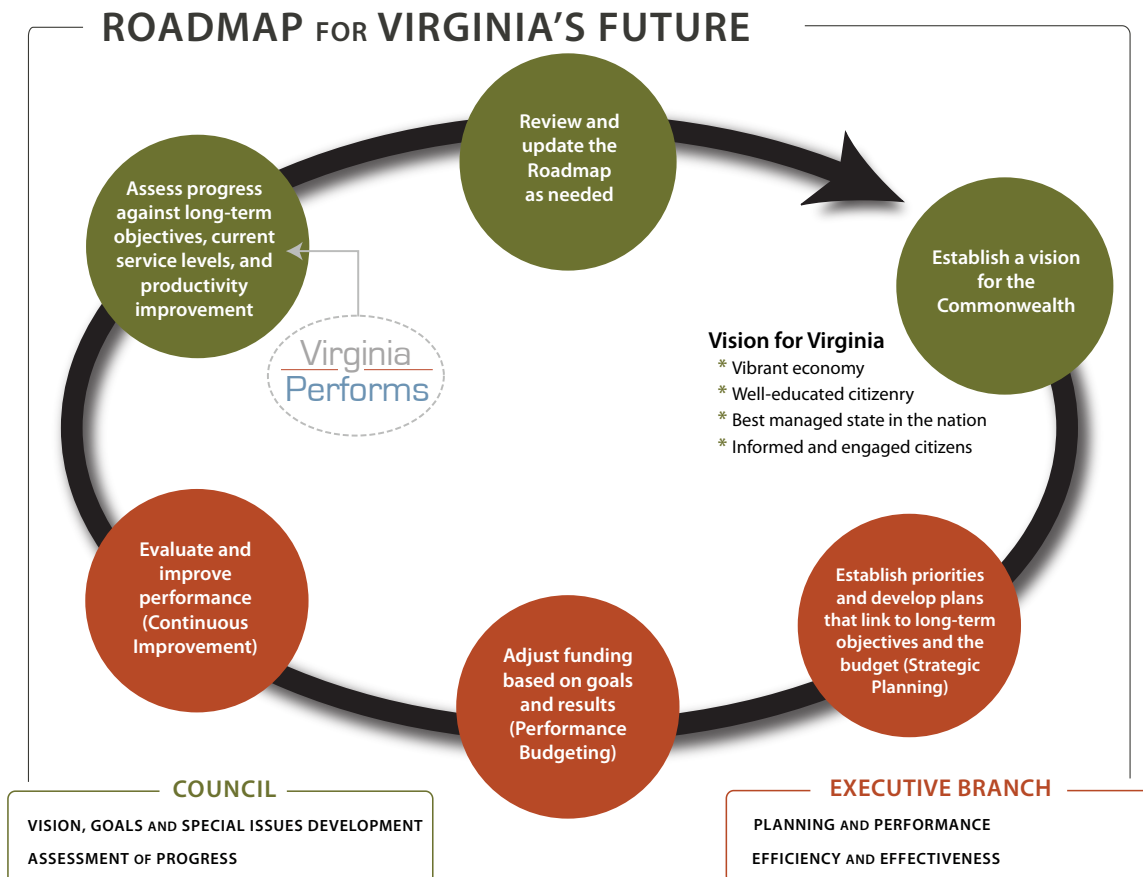 ROADMAP FOR VIRGINIA'S FUTURE
Review and
update the
Roadmap
as needed
Assess progress
against long-term
objectives, current
service levels, and
productivity
improvement
Establish a vision
for the
Commonwealth
Virginia
Performs
Vision for Virginia
* Vibrant economy
* Well-educated citizenry
* Best managed state in the nation
* Informed and engaged citizens
Evaluate and
improve
performance
(Continuous
Improvement)
Adjust funding
based on goals
and results
(Performance
Budgeting)
Establish priorities
and develop plans
that link to long-term
objectives and the
budget (Strategic
Planning)
COUNCIL
VISION, GOALS AND SPECIAL ISSUES DEVELOPMENT
ASSESSMENT OF PROGRESS
EXECUTIVE BRANCH
PLANNING AND PERFORMANCE
EFFICIENCY AND EFFECTIVENESS